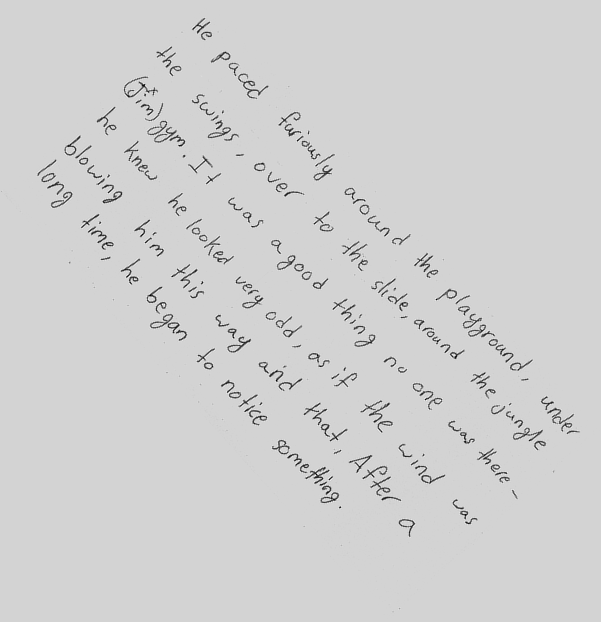 He paced furiously around the playground, under
the swings, over to the slide, around the jungle
(Jim) gym. It was a good thing no one was there-
he knew he looked very odd, as if the wind was
blowing him this way and that. After a
long time, he began to notice something.